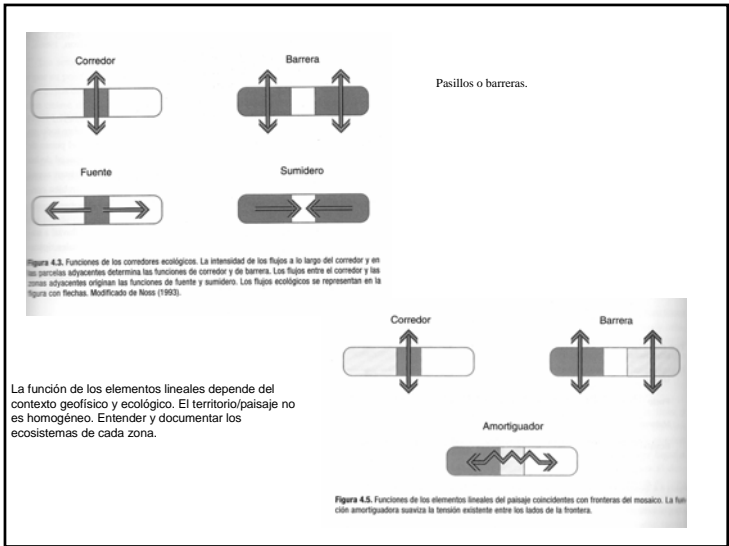 Corredor
Barrera
Pasillos o barreras.
Fuente
Sumidero
Figura 4.3. Funciones de los corredores ecológicos. La intensidad de los flujos a lo largo del corredor y en
las parcelas adyacentes determina las funciones de corredor y de barrera. Los flujos entre el corredor y las
zonas adyacentes originan las funciones de fuente y sumidero. Los flujos ecológicos se representan en la
figura con flechas. Modificado de Noss (1993).
Corredor
Barrera
La función de los elementos lineales depende del
contexto geofísico y ecológico. El territorio/paisaje no
es homogéneo. Entender y documentar los
ecosistemas de cada zona.
Amortiguador
Figura 4.5. Funciones de los elementos lineales del paisaje coincidentes con fronteras del mosaico. La fun
ción amortiguadora suaviza la tensión existente entre los lados de la frontera.